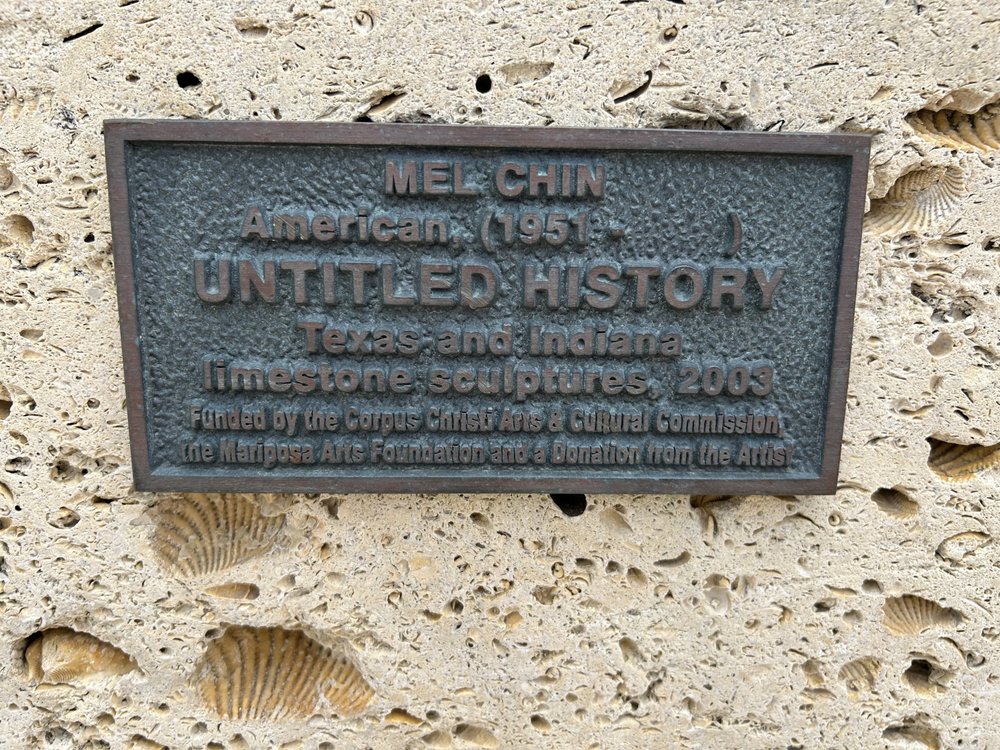 MEL CHIN
American, (1951 - )
UNTITLED HISTORY
Texas and Indiana
limestone sculptures, 2003
Funded by the Corpus Christi Arts & Cultural Commission,
the Mariposa Arts Foundation and a Donation from the Artist